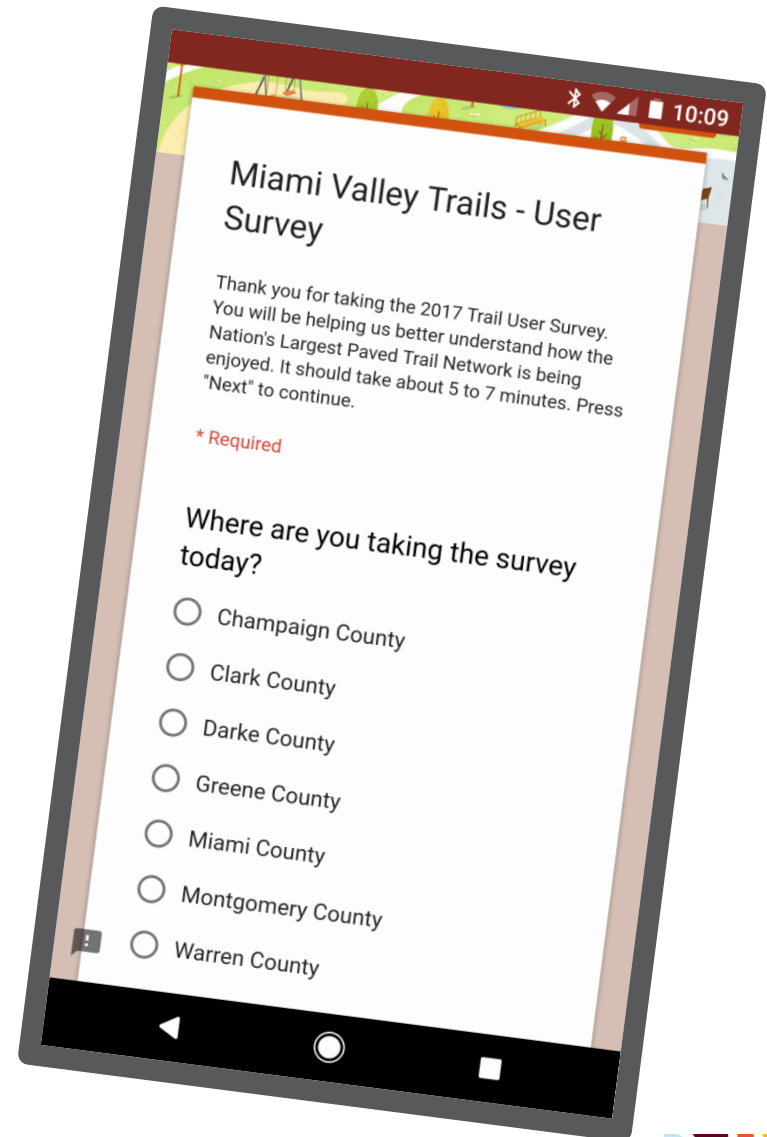 10:09
Miami Valley Trails - User
Survey
Thank you for taking the 2017 Trail User Survey.
You will be helping us better understand how the
Nation's Largest Paved Trail Network is being
enjoyed. It should take about 5 to 7 minutes. Press
"Next" to continue.
* Required
Where are you taking the survey
today?
Champaign County
Clark County
Darke County
Greene County
Miami County
Montgomery County
Warren County